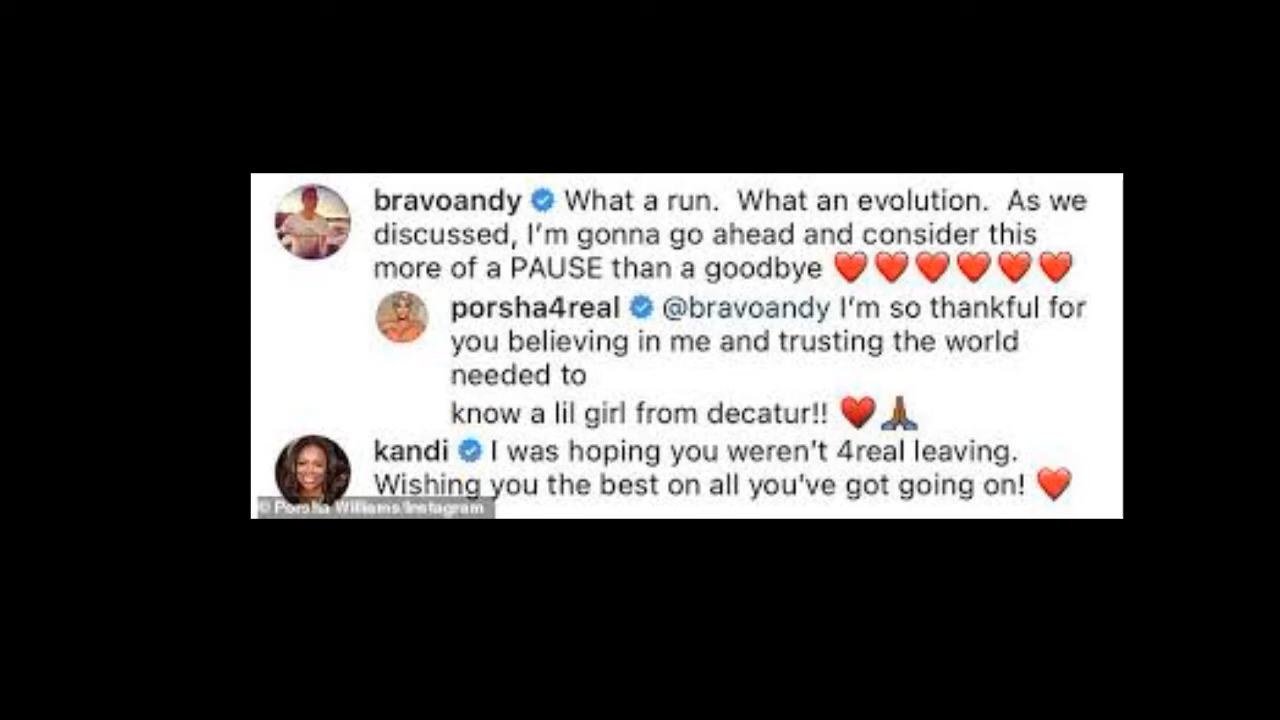 bravoandy What a run. What an evolution. As we
discussed, I'm gonna go ahead and consider this
more of a PAUSE than a goodbye ❤️❤️❤️❤️❤️❤️
porsha4real @bravoandy I'm so thankful for
you believing in me and trusting the world
needed to
know a lil girl from decatur!! ❤️🙏🏾
kandi I was hoping you weren't 4real leaving.
Wishing you the best on all you've got going on! ❤️
© Porsha Williams/Instagram